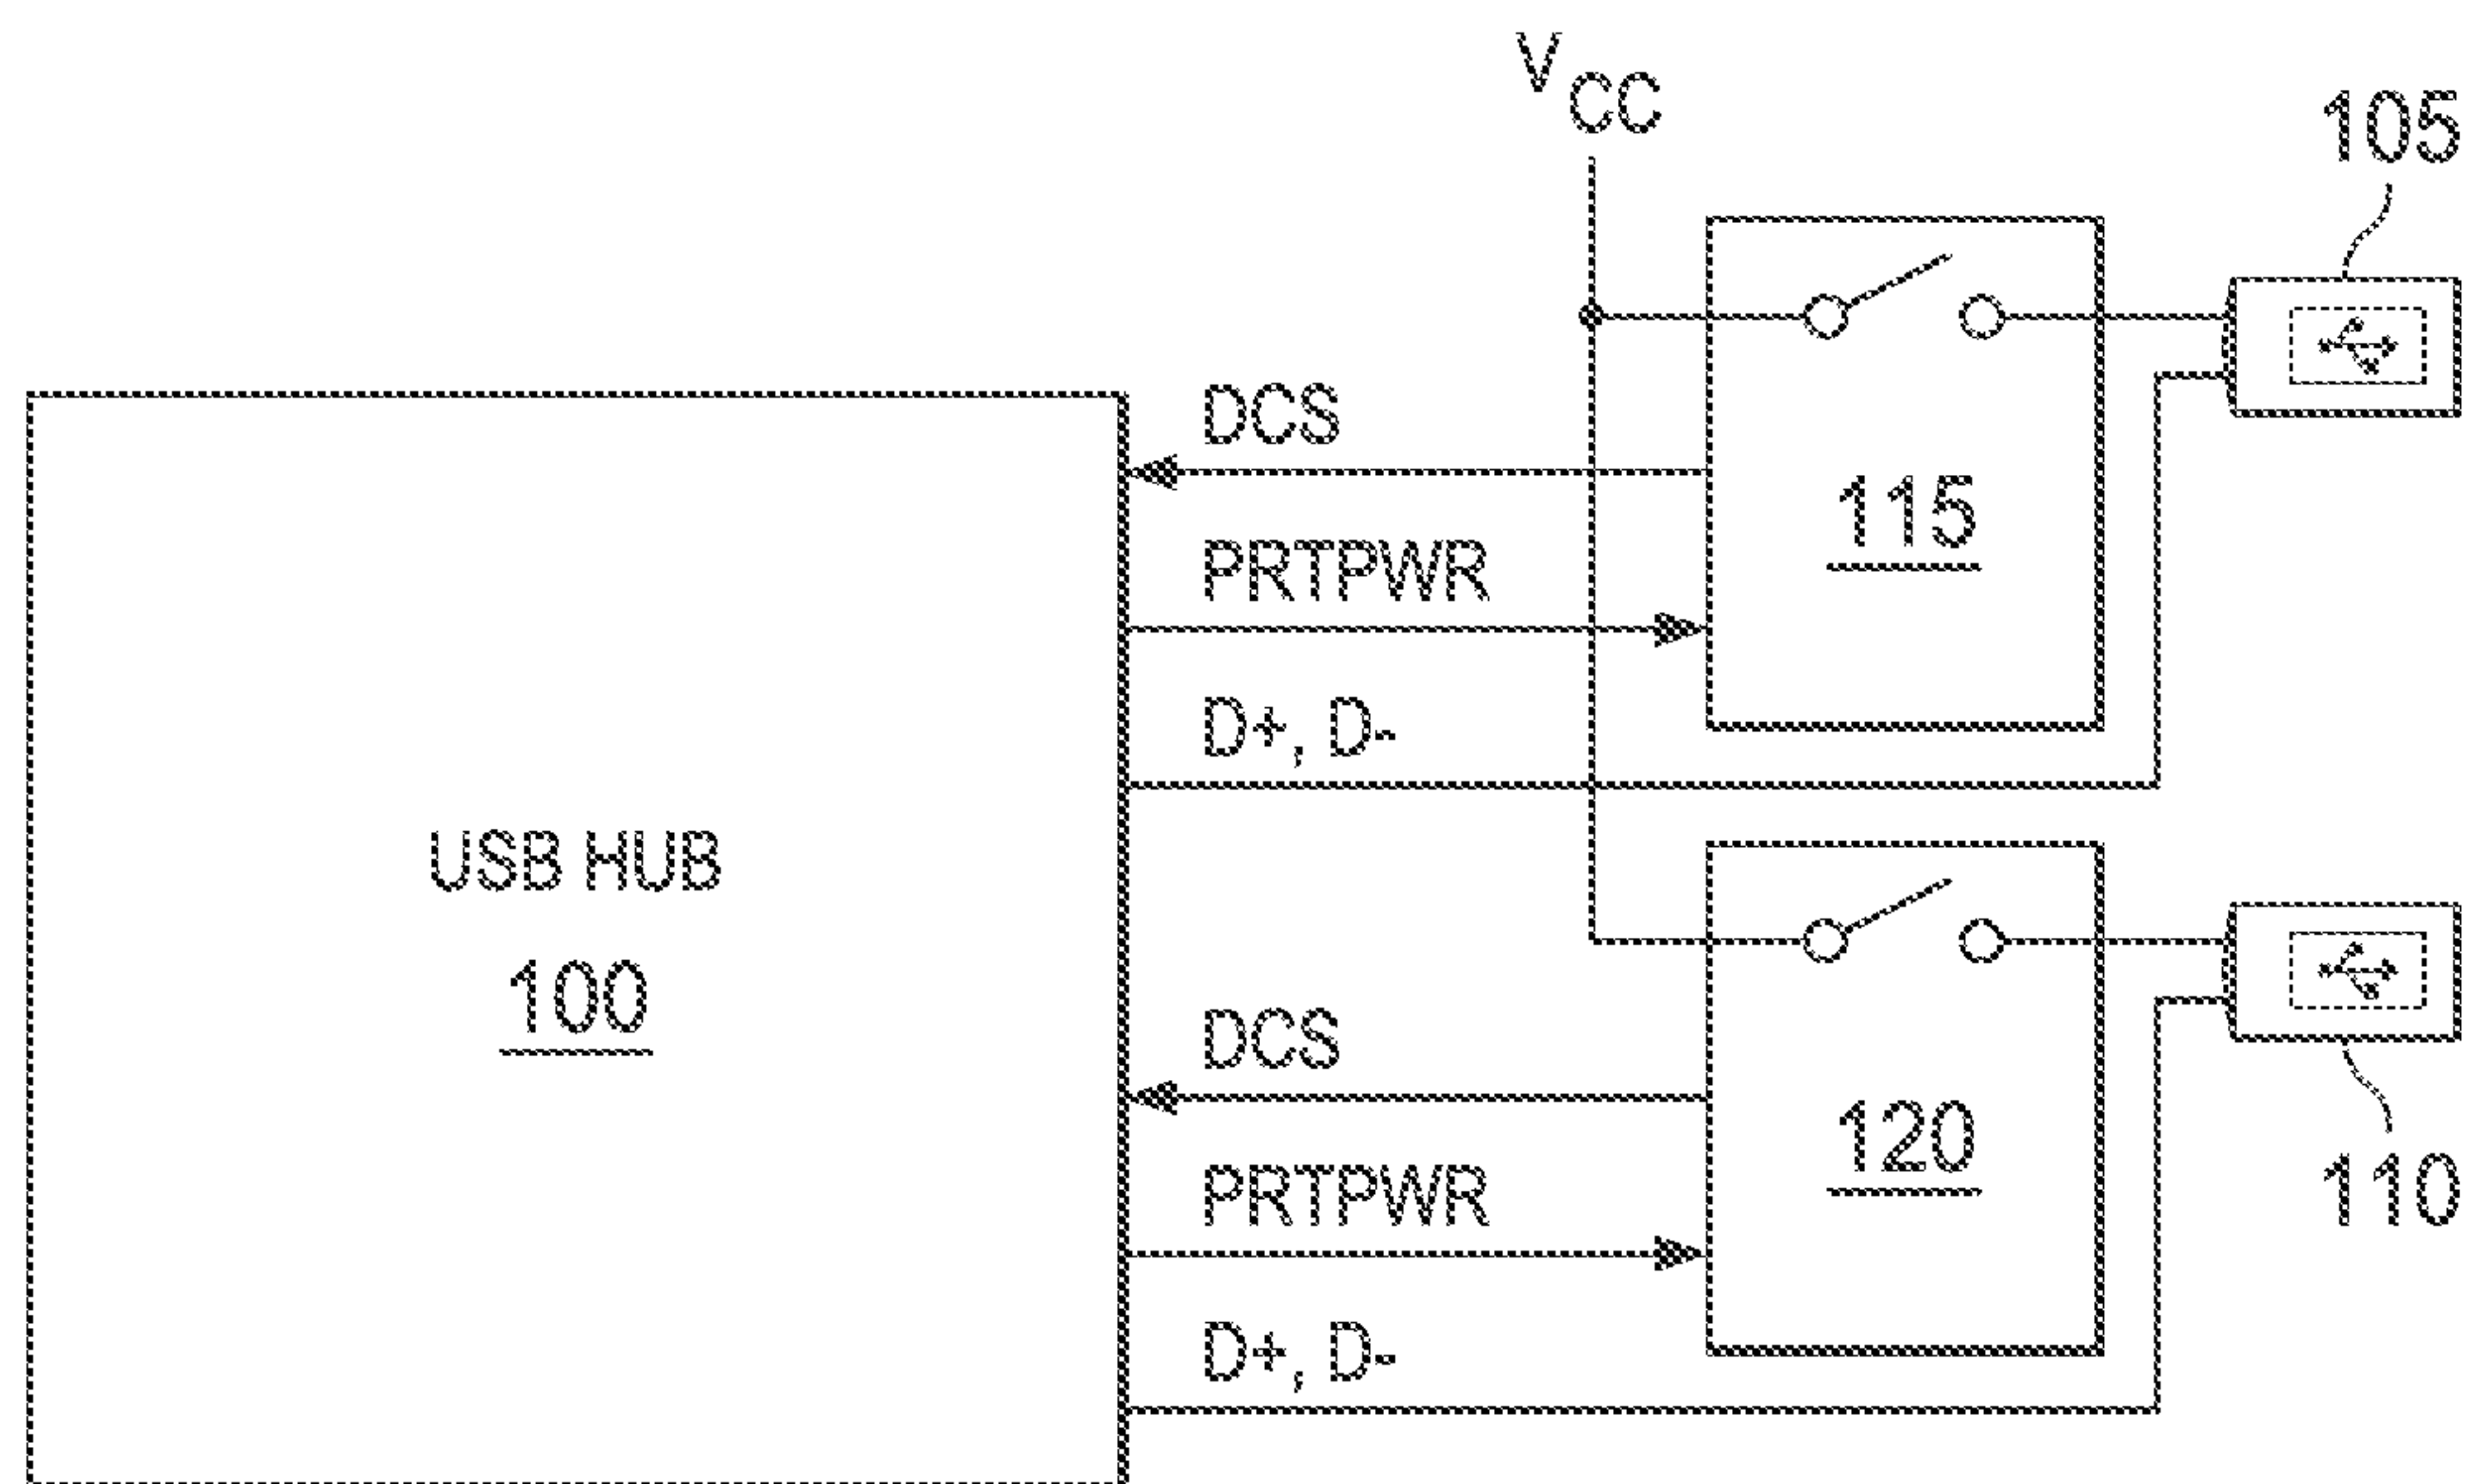 VCC
105
DCS
115
PRTPWR
D+, D-
USB HUB
100
DCS
120
PRTPWR
110
D+, D-